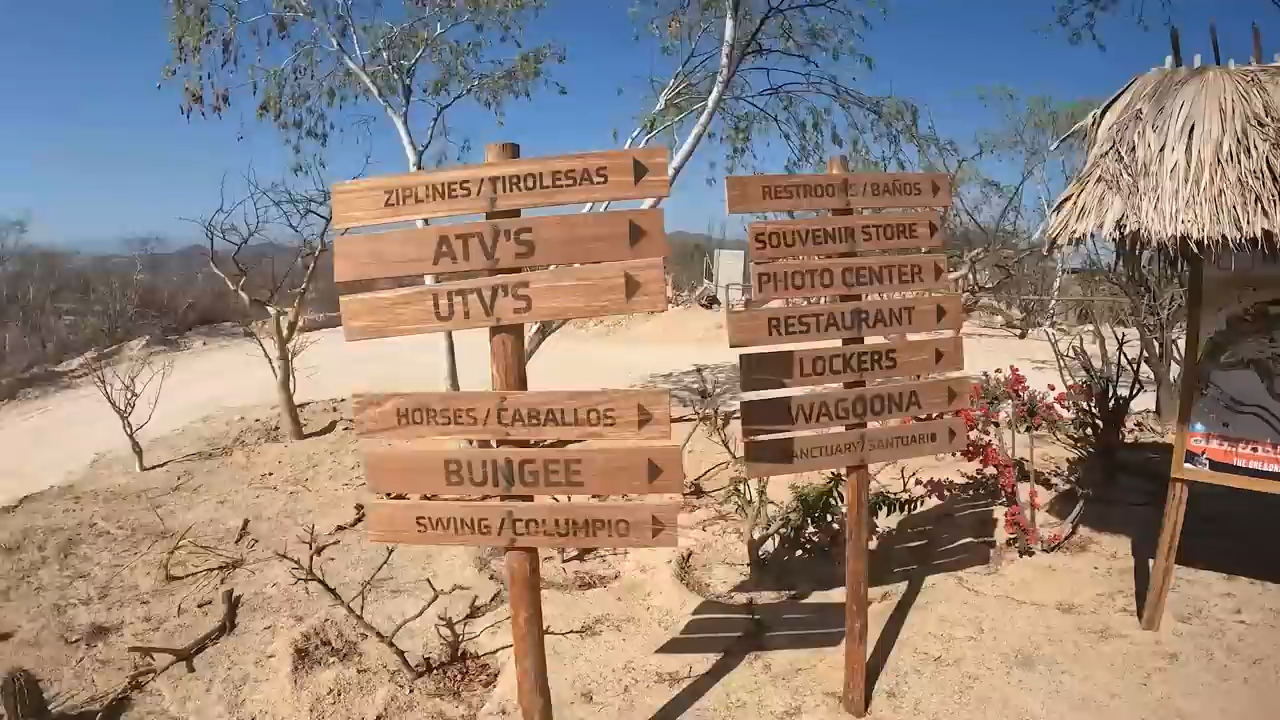 ZIPLINES / TIROLESAS
ATV'S
UTV'S
HORSES / CABALLOS
BUNGEE
SWING / COLUMPIO
RESTROOMS / BAÑOS
SOUVENIR STORE
PHOTO CENTER
RESTAURANT
LOCKERS
WAGOONA
SANCTUARY / SANTUARIO